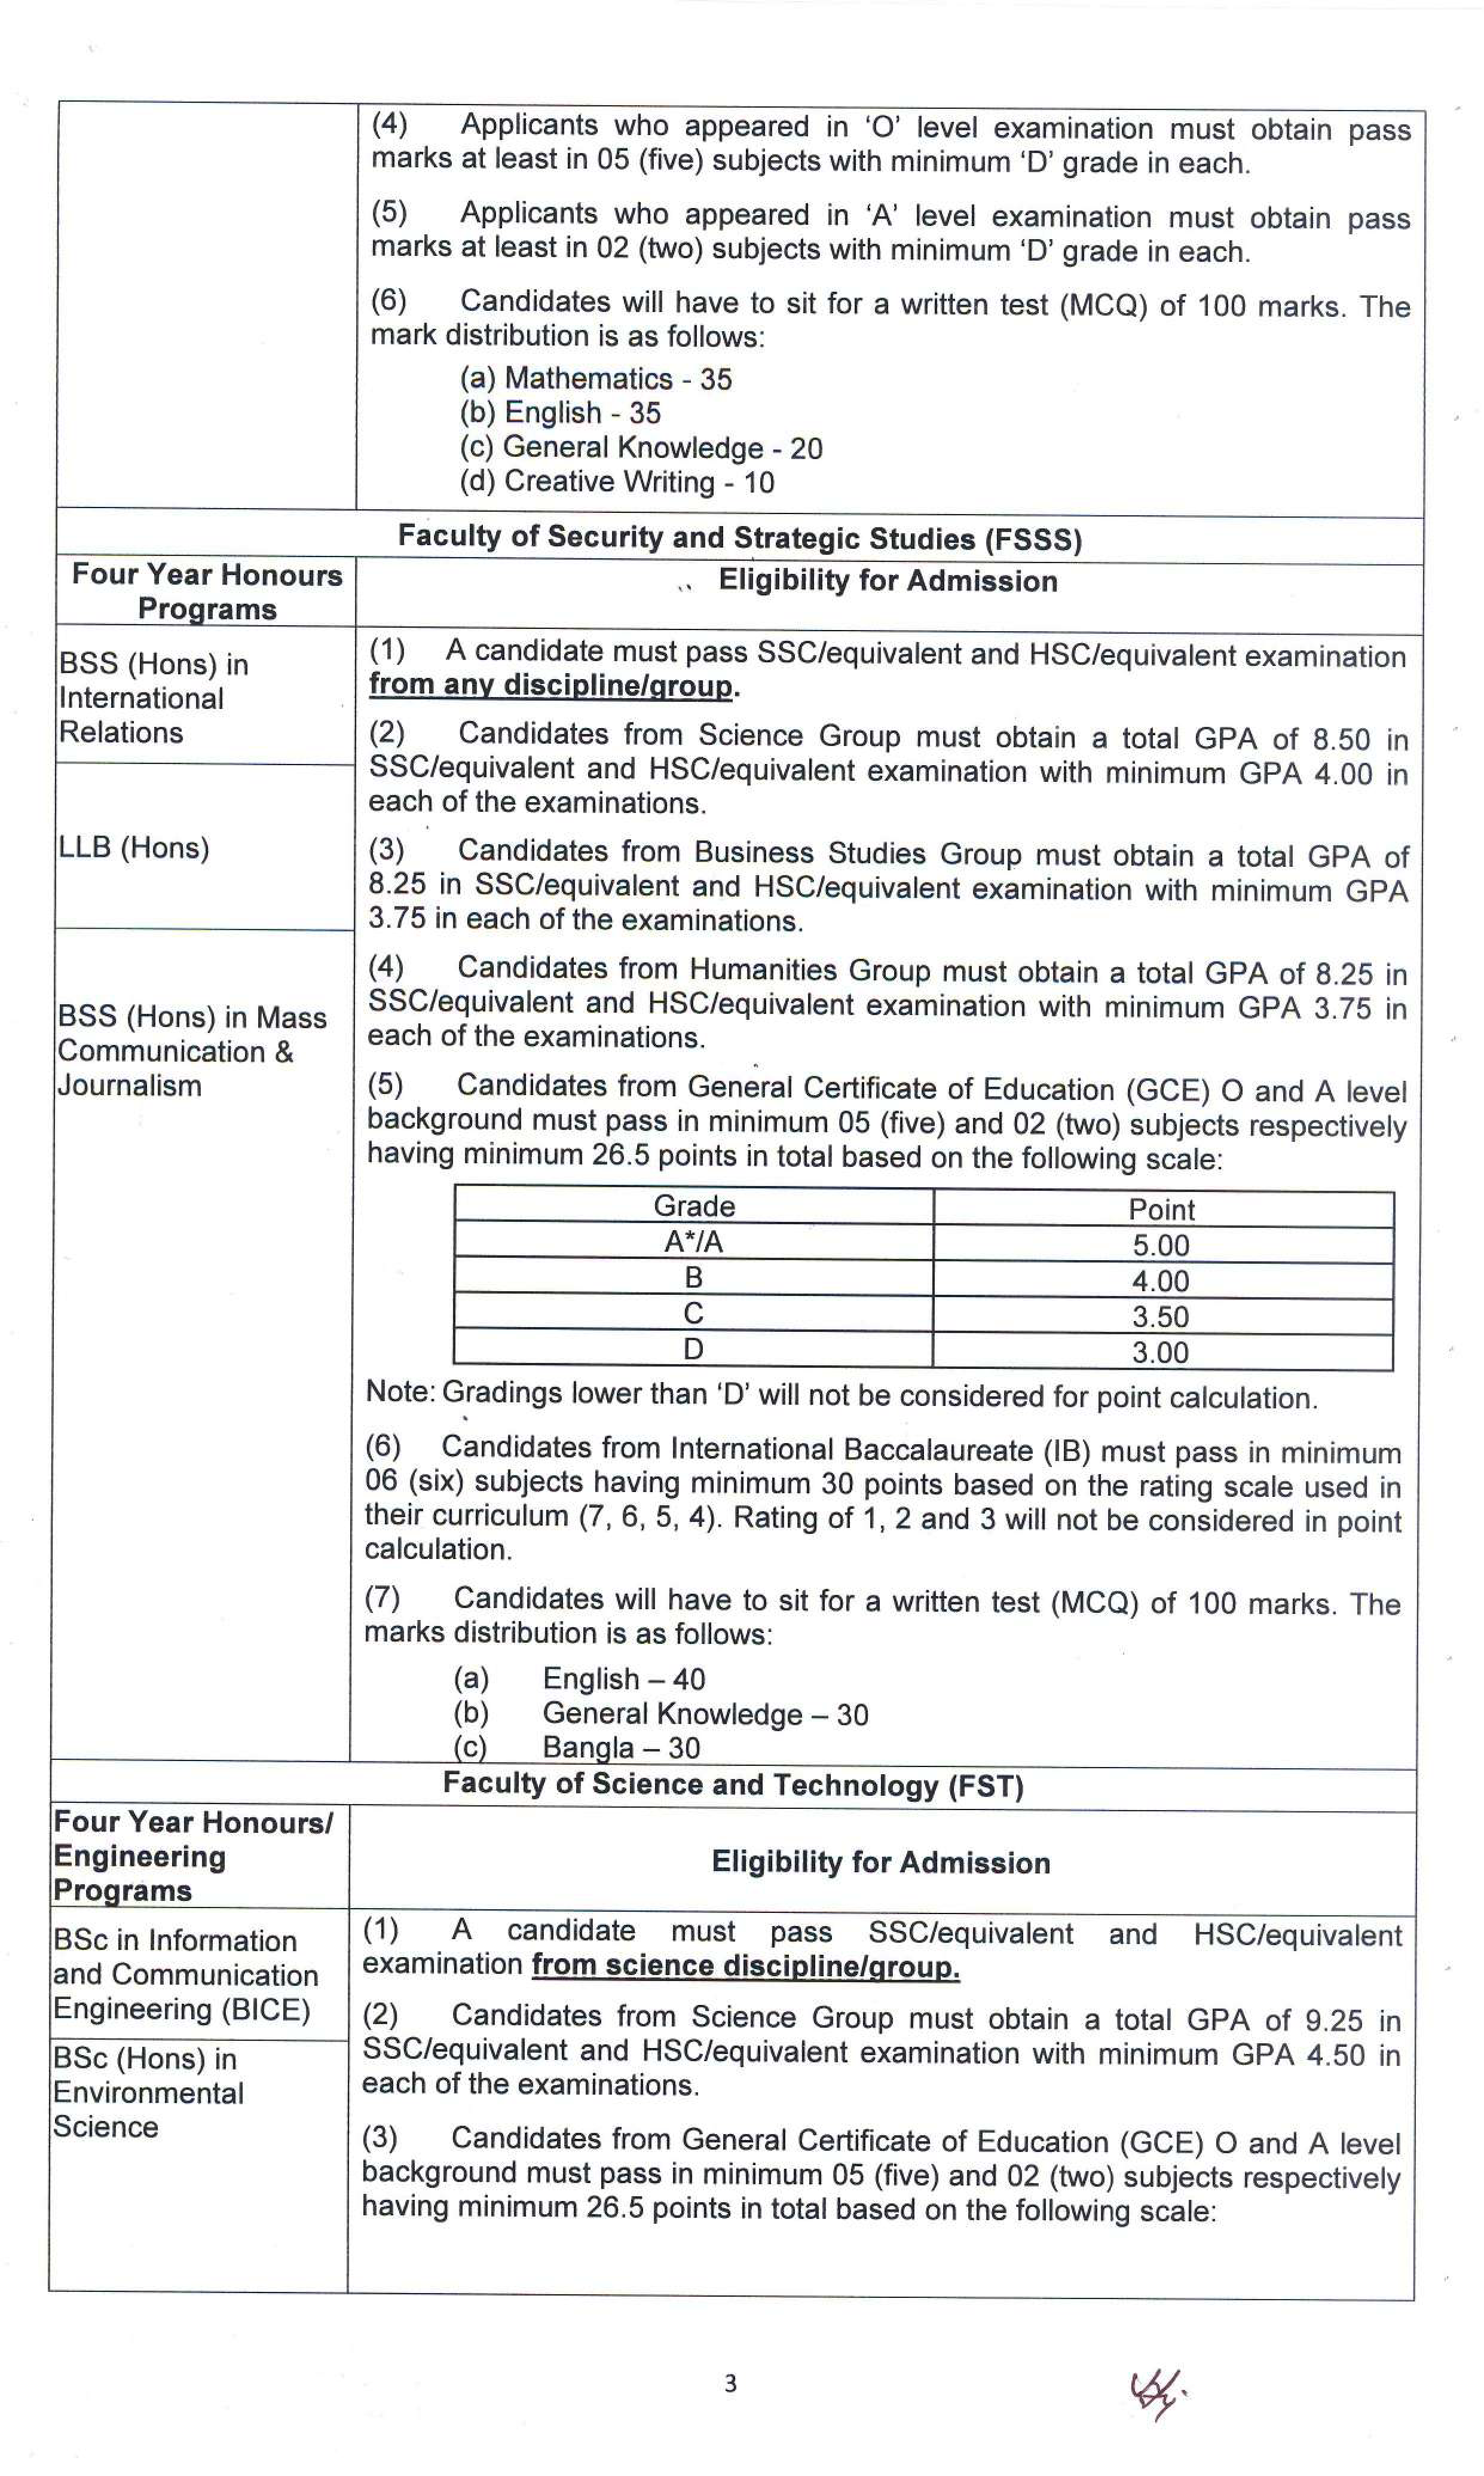 (4) Applicants who appeared in ‘O’ level examination must obtain pass
marks at least in 05 (five) subjects with minimum ‘D’ grade in each.
(5) Applicants who appeared in ‘A’ level examination must obtain pass
marks at least in 02 (two) subjects with minimum ‘D’ grade in each.
(6) Candidates will have to sit for a written test (MCQ) of 100 marks. The
mark distribution is as follows:
(a) Mathematics - 35
(b) English - 35
(c) General Knowledge - 20
(d) Creative Writing - 10
Faculty of Security and Strategic Studies (FSSS)
Four Year Honours
Programs
Eligibility for Admission
BSS (Hons) in
International
Relations
LLB (Hons)
BSS (Hons) in Mass
Communication &
Journalism
(1) A candidate must pass SSC/equivalent and HSC/equivalent examination
from any discipline/group.
(2) Candidates from Science Group must obtain a total GPA of 8.50 in
SSC/equivalent and HSC/equivalent examination with minimum GPA 4.00 in
each of the examinations.
(3) Candidates from Business Studies Group must obtain a total GPA of
8.25 in SSC/equivalent and HSC/equivalent examination with minimum GPA
3.75 in each of the examinations.
(4) Candidates from Humanities Group must obtain a total GPA of 8.25 in
SSC/equivalent and HSC/equivalent examination with minimum GPA 3.75 in
each of the examinations.
(5) Candidates from General Certificate of Education (GCE) O and A level
background must pass in minimum 05 (five) and 02 (two) subjects respectively
having minimum 26.5 points in total based on the following scale:
Grade Point
A*/A 5.00
B 4.00
C 3.50
D 3.00
Note: Gradings lower than ‘D’ will not be considered for point calculation.
(6) Candidates from International Baccalaureate (IB) must pass in minimum
06 (six) subjects having minimum 30 points based on the rating scale used in
their curriculum (7, 6, 5, 4). Rating of 1, 2 and 3 will not be considered in point
calculation.
(7) Candidates will have to sit for a written test (MCQ) of 100 marks. The
marks distribution is as follows:
(a) English – 40
(b) General Knowledge – 30
(c) Bangla – 30
Faculty of Science and Technology (FST)
Four Year Honours/
Engineering
Programs
Eligibility for Admission
BSc in Information
and Communication
Engineering (BICE)
BSc (Hons) in
Environmental
Science
(1) A candidate must pass SSC/equivalent and HSC/equivalent
examination from science discipline/group.
(2) Candidates from Science Group must obtain a total GPA of 9.25 in
SSC/equivalent and HSC/equivalent examination with minimum GPA 4.50 in
each of the examinations.
(3) Candidates from General Certificate of Education (GCE) O and A level
background must pass in minimum 05 (five) and 02 (two) subjects respectively
having minimum 26.5 points in total based on the following scale:
3